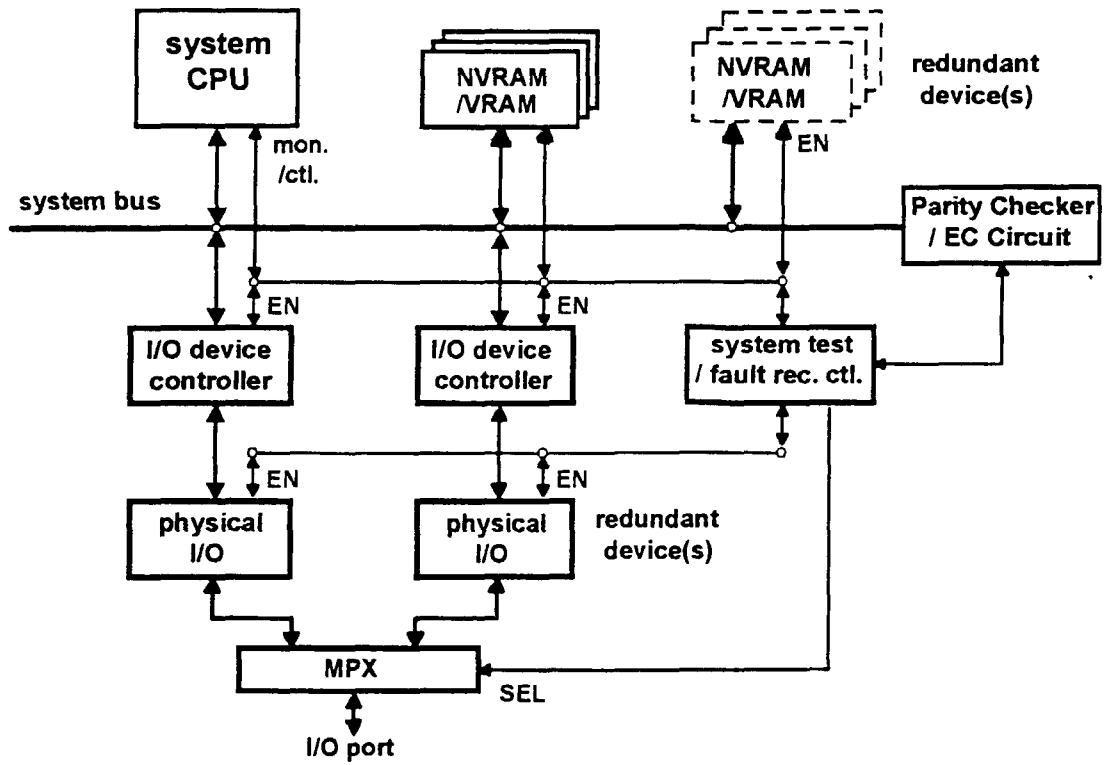 system
CPU
NVRAM
/VRAM
NVRAM
/VRAM
redundant
device(s)
mon.
/ctl.
EN
system bus
Parity Checker
/ EC Circuit
EN
EN
I/O device
controller
I/O device
controller
system test
/ fault rec. ctl.
EN
EN
physical
I/O
physical
I/O
redundant
device(s)
MPX
SEL
I/O port